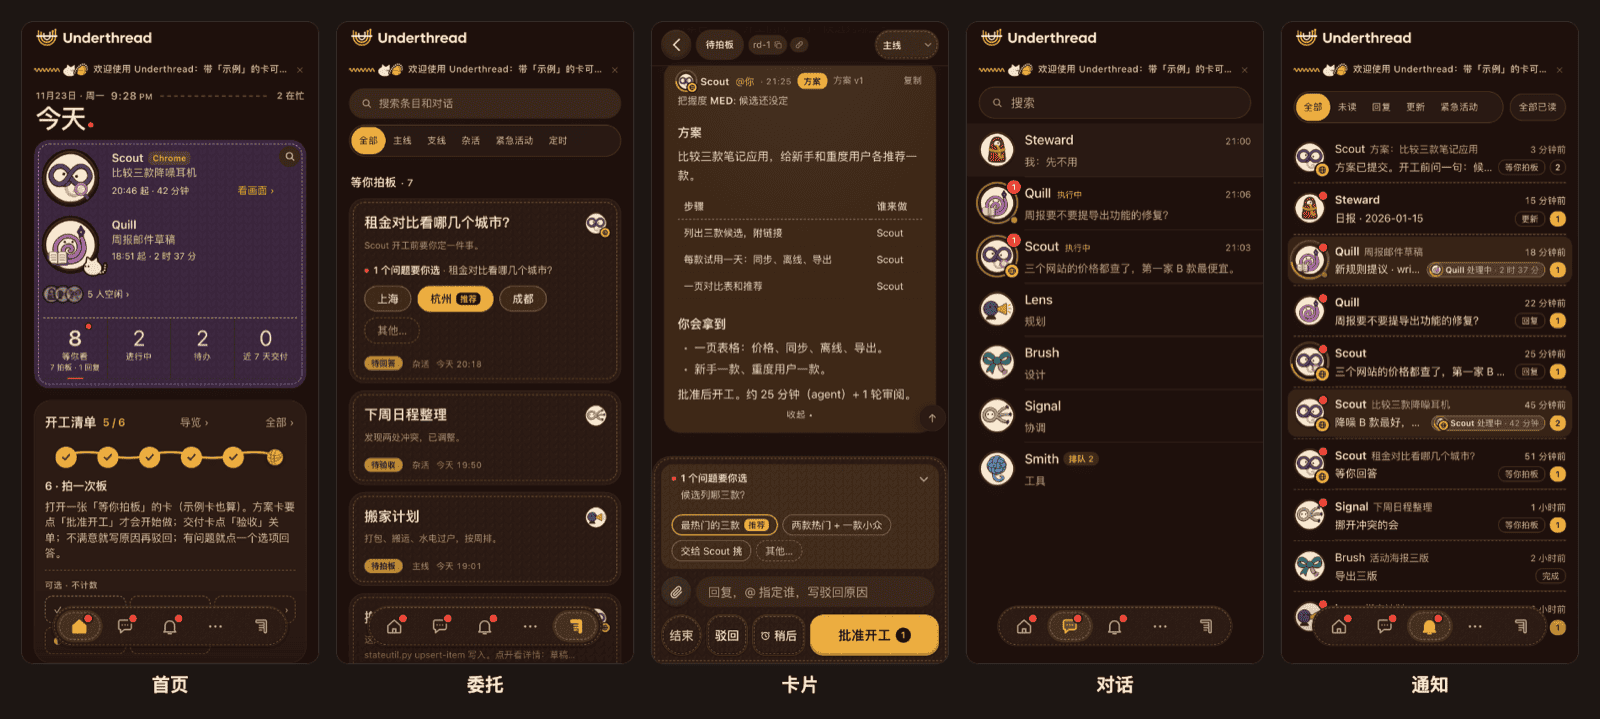 Underthread
欢迎使用 Underthread：带「示例」的卡可...
11月23日 · 周一 9:28 PM
2 在忙
今天
Scout Chrome
比较三款降噪耳机
20:46 起 · 42 分钟
看画面 ›
Quill
周报邮件草稿
18:51 起 · 2 时 37 分
5 人空闲 ›
8 2 2 0
等你看 进行中 待办 近 7 天交付
7 拍板 · 1 回复
开工清单 5 / 6
导览 ›
全部 ›
6 · 拍一次板
打开一张「等你拍板」的卡（示例卡也算）。方案卡要
点「批准开工」才会开始做；交付卡点「验收」关
单；不满意就写原因再驳回；有问题就点一个选项回
答。
可选 · 不计数
首页
Underthread
欢迎使用 Underthread：带「示例」的卡可...
搜索条目和对话
全部 主线 支线 杂活 紧急活动 定时
等你拍板 · 7
租金对比看哪几个城市?
Scout 开工前要你定一件事。
1 个问题要你选 · 租金对比看哪几个城市?
上海 杭州 推荐 成都
其他...
待回答 杂活 今天 20:18
下周日程整理
发现两处冲突，已调整。
待验收 杂活 今天 19:50
搬家计划
打包、搬运、水电过户，按周排。
待拍板 主线 今天 19:01
stateutil.py upsert-item 写入。点开看详情：草稿...
委托
待拍板 rd-1
主线
Scout @你 · 21:25 方案 方案 v1
复制
把握度 MED: 候选还没定
方案
比较三款笔记应用，给新手和重度用户各推荐一
款。
步骤 谁来做
列出三款候选，附链接 Scout
每款试用一天：同步、离线、导出 Scout
一页对比表和推荐 Scout
你会拿到
· 一页表格：价格、同步、离线、导出。
· 新手一款、重度用户一款。
批准后开工。约 25 分钟（agent）+ 1 轮审阅。
收起
1 个问题要你选
候选列哪三款?
最热门的三款 推荐 两款热门 + 一款小众
交给 Scout 挑 其他...
回复，@ 指定谁，写驳回原因
结束 驳回 稍后 批准开工 1
卡片
Underthread
欢迎使用 Underthread：带「示例」的卡可...
搜索
Steward 21:00
我：先不用
1
Quill 执行中 21:06
周报要不要提导出功能的修复?
1
Scout 执行中 21:03
三个网站的价格都查了，第一家 B 款最便宜。
Lens
规划
Brush
设计
Signal
协调
Smith 排队 2
工具
对话
Underthread
欢迎使用 Underthread：带「示例」的卡可...
全部 未读 回复 更新 紧急活动 全部已读
Scout 方案：比较三款笔记应用 3 分钟前
方案已提交。开工前问一句：候... 等你拍板 2
Steward 15 分钟前
日报 · 2026-01-15 更新 1
Quill 周报邮件草稿 18 分钟前
新规则提议 · wri... Quill 处理中 · 2 时 37 分 1
Quill 22 分钟前
周报要不要提导出功能的修复? 回复 1
Scout 25 分钟前
三个网站的价格都查了，第一家 B ... 回复 1
Scout 比较三款降噪耳机 45 分钟前
降噪 B 款最好，... Scout 处理中 · 42 分钟 2
Scout 租金对比看哪几个城市? 51 分钟前
等你回答 等你拍板 1
Signal 下周日程整理 1 小时前
挪开冲突的会 等你拍板 1
Brush 活动海报三版 2 小时前
导出三版 完成
小时前
1
通知